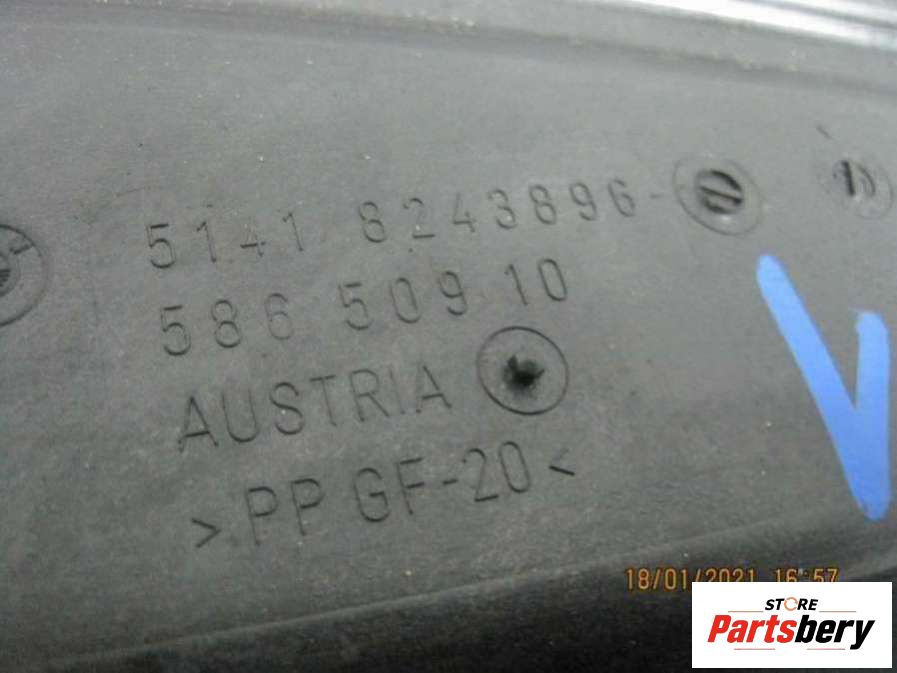 5141 8243896-
586 509 10
AUSTRIA
> PP GF-20 <
V
18/01/2021 16:57
STORE
Partsbery